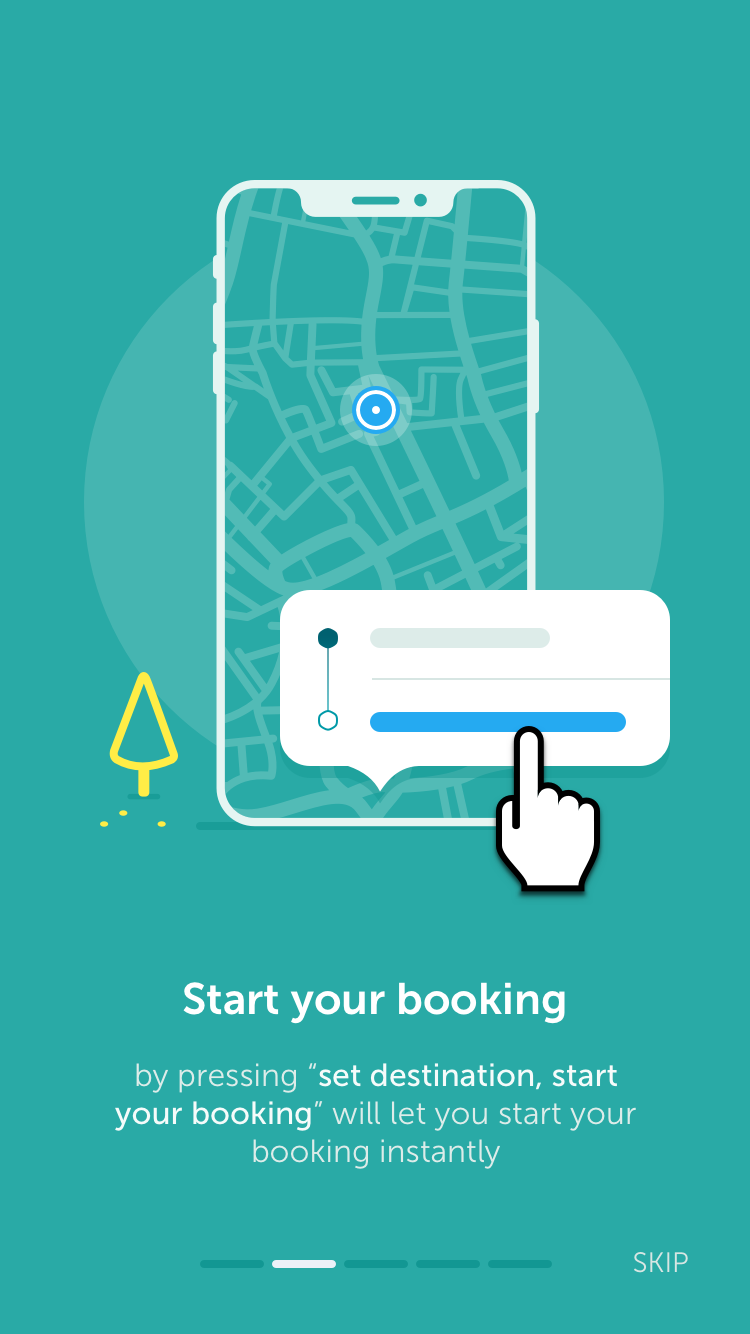 Start your booking
by pressing “set destination, start
your booking” will let you start your
booking instantly
SKIP